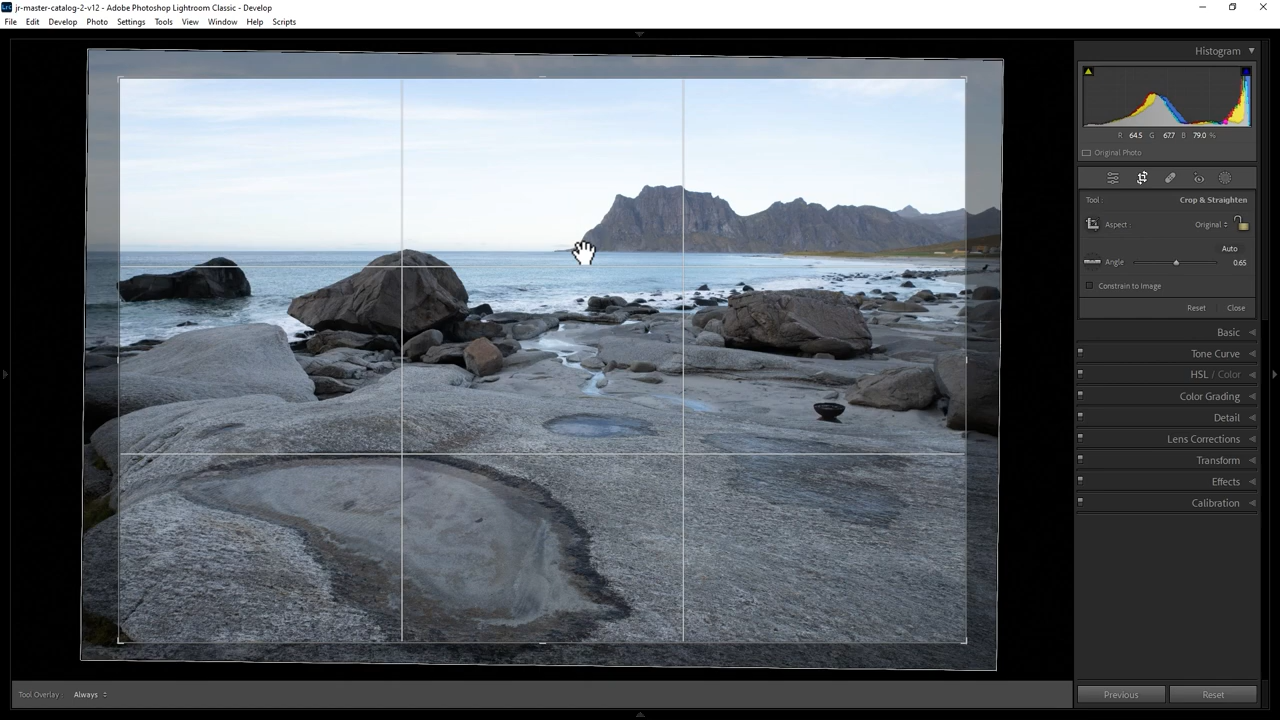 jr-master-catalog-2-v12 - Adobe Photoshop Lightroom Classic - Develop
File Edit Develop Photo Settings Tools View Window Help Scripts
Histogram
R 64.5 G 67.7 B 79.0 %
Original Photo
Tool : Crop & Straighten
Aspect : Original
Auto
Angle 0.65
Constrain to Image
Reset Close
Basic
Tone Curve
HSL / Color
Color Grading
Detail
Lens Corrections
Transform
Effects
Calibration
Tool Overlay : Always
Previous Reset